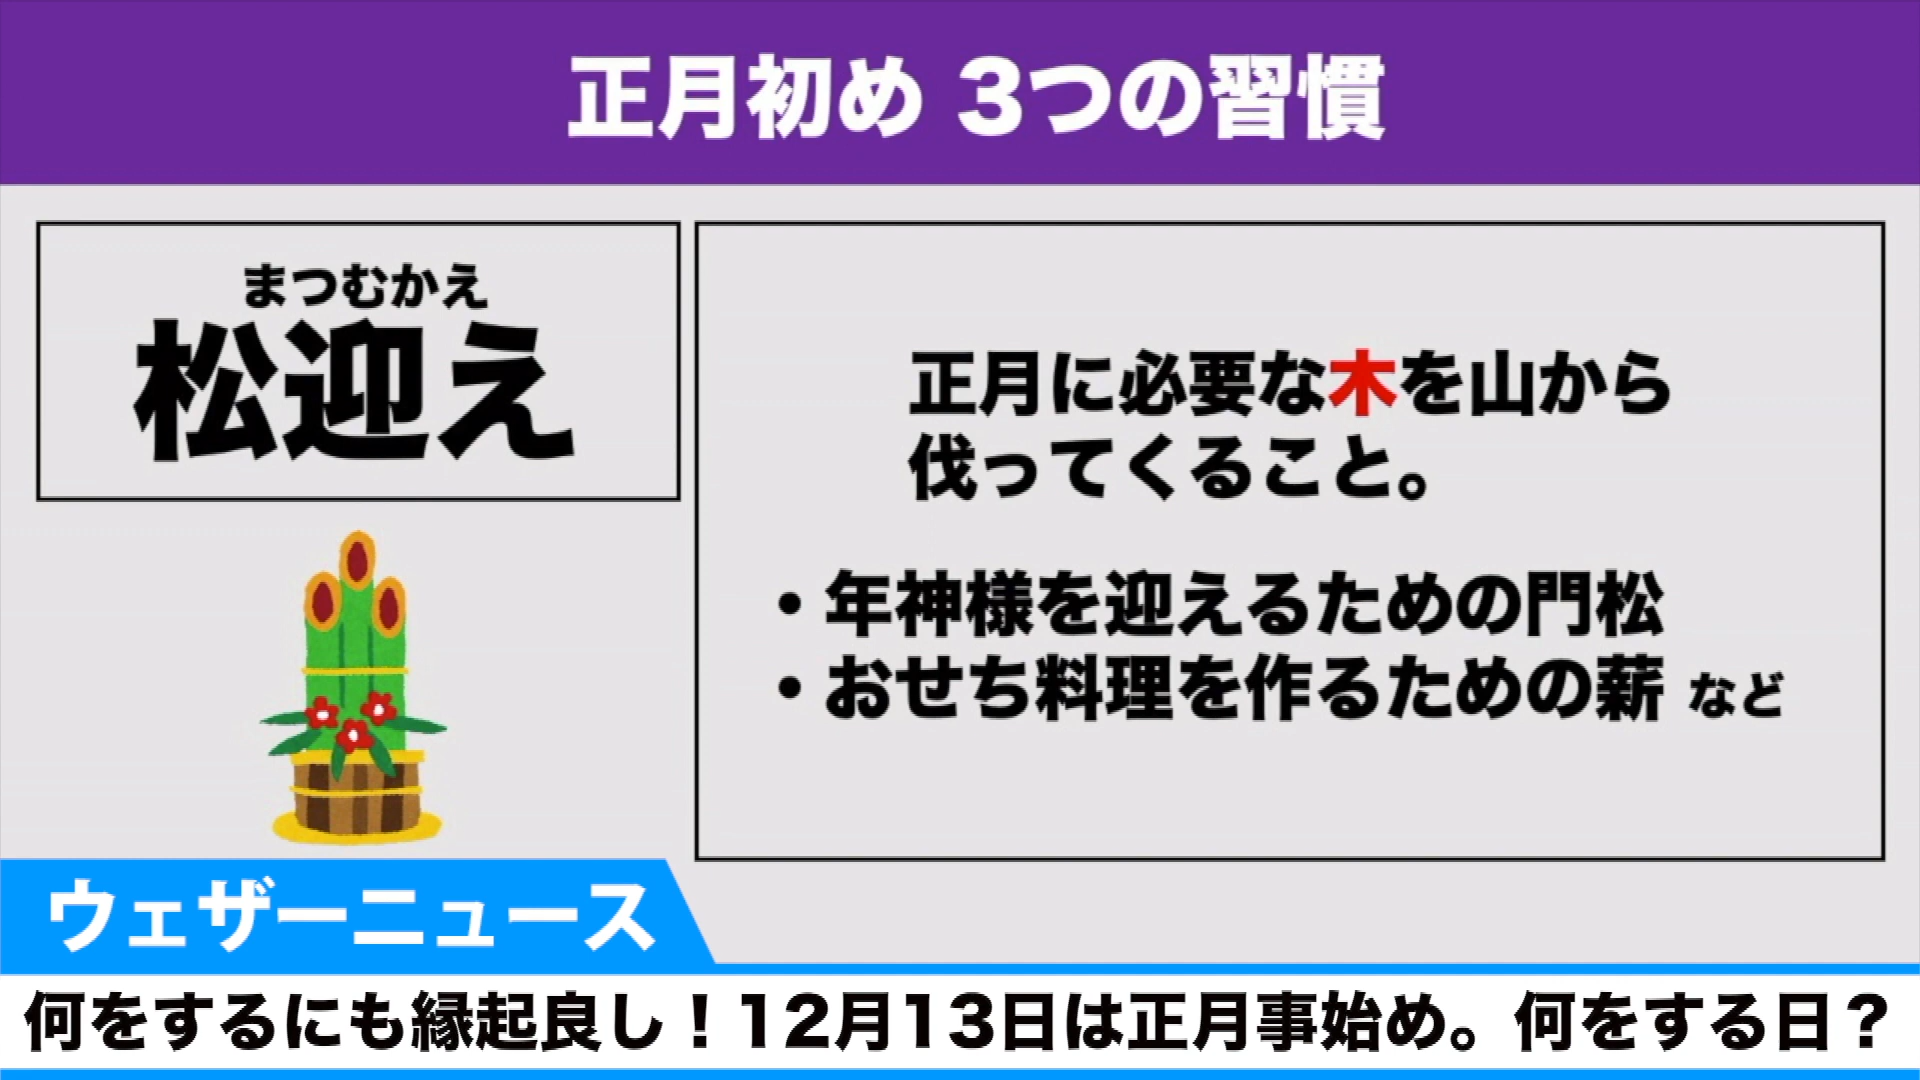 正月初め 3つの習慣
まつむかえ
松迎え
正月に必要な木を山から
伐ってくること。
・年神様を迎えるための門松
・おせち料理を作るための薪 など
ウェザーニュース
何をするにも縁起良し！12月13日は正月事始め。何をする日？